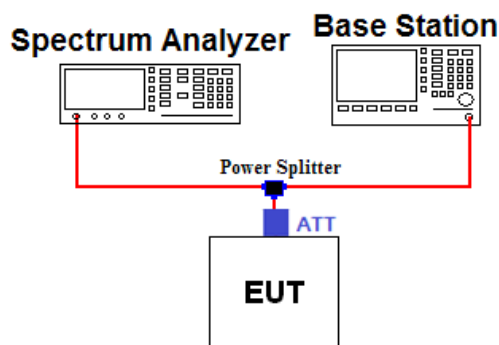 Spectrum Analyzer
Base Station
Power Splitter
ATT
EUT